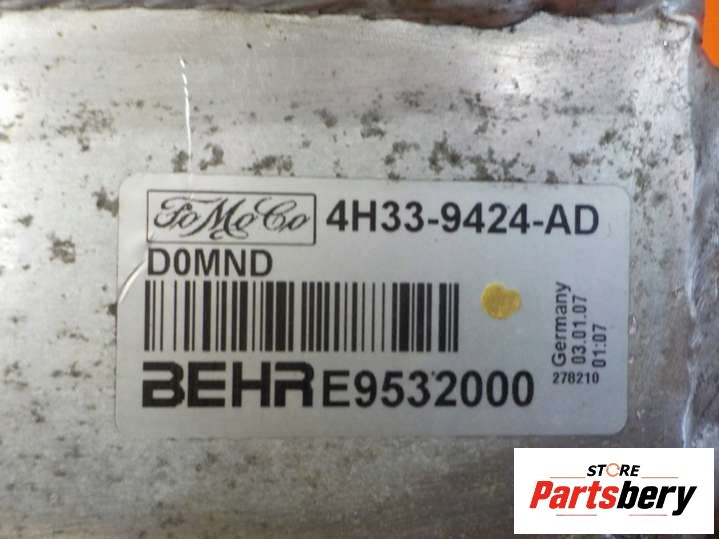 FoMoCo 4H33-9424-AD
D0MND
BEHR E9532000
Germany
03.01.07
01:07
278210
STORE
Partsbery